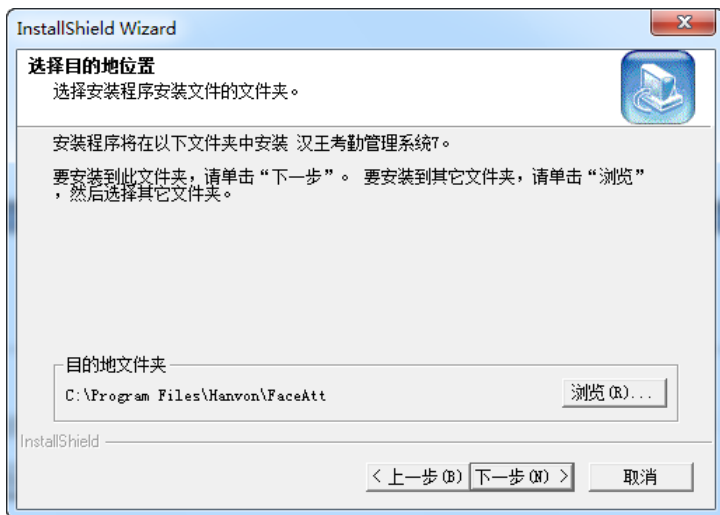 InstallShield Wizard
选择目的地位置
选择安装程序安装文件的文件夹。
安装程序将在以下文件夹中安装 汉王考勤管理系统7。
要安装到此文件夹，请单击“下一步”。 要安装到其它文件夹，请单击“浏览”
，然后选择其它文件夹。
目的地文件夹
C:\Program Files\Hanvon\FaceAtt
浏览(R)...
InstallShield
< 上一步(B) 下一步(N) > 取消